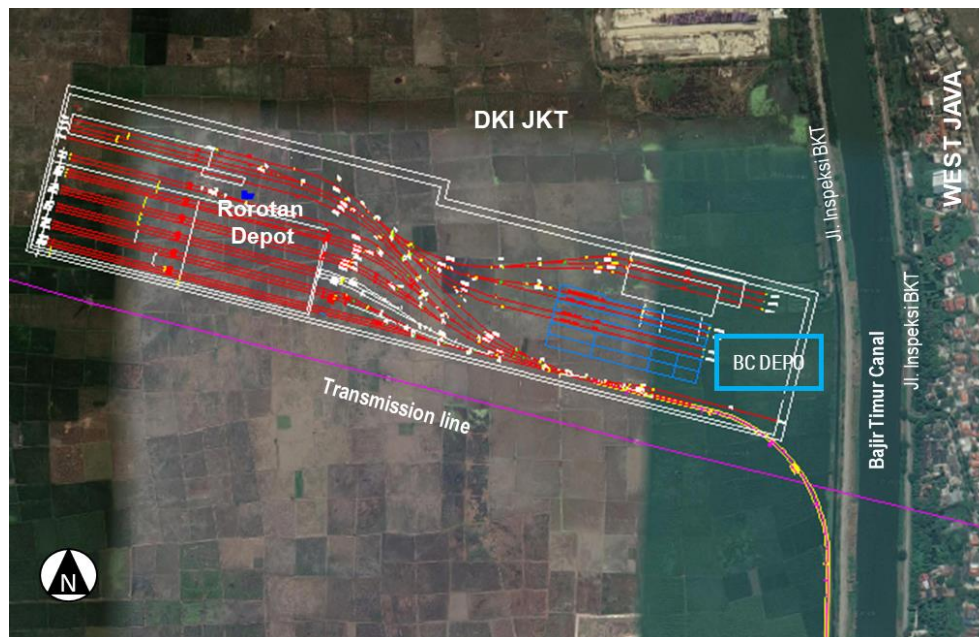 DKI JKT
WEST JAVA
Jl. Inspeksi BKT
Rorotan
Depot
BC DEPO
Jl. Inspeksi BKT
Bajir Timur Canal
Transmission line
N